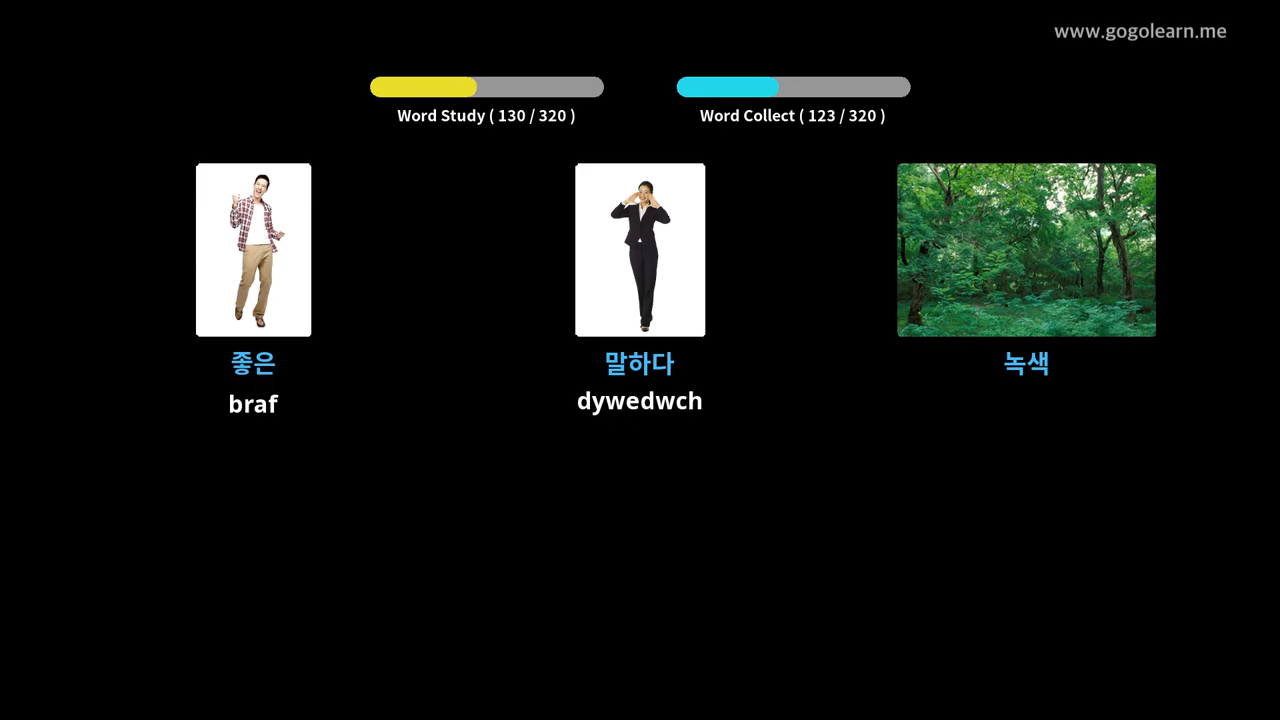 www.gogolearn.me
Word Study ( 130 / 320 )
Word Collect ( 123 / 320 )
좋은
말하다
녹색
braf
dywedwch